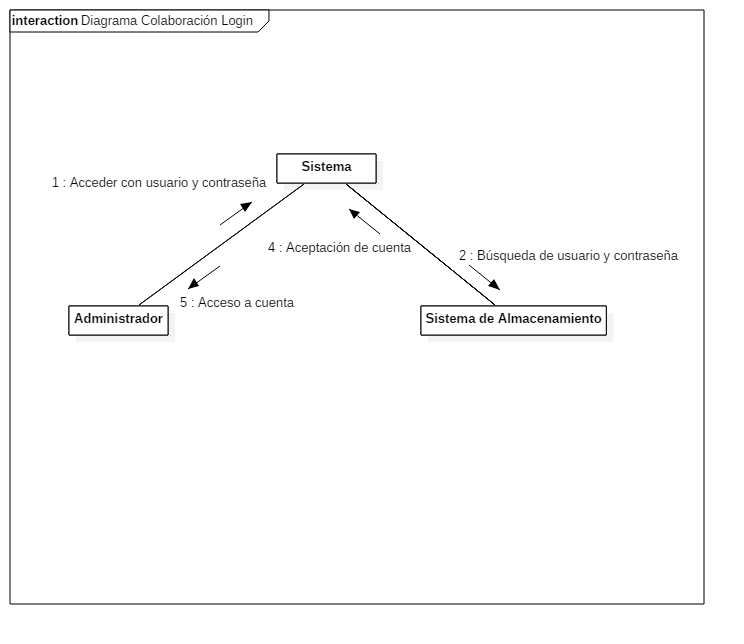 interaction Diagrama Colaboración Login
Sistema
1 : Acceder con usuario y contraseña
4 : Aceptación de cuenta
2 : Búsqueda de usuario y contraseña
5 : Acceso a cuenta
Administrador
Sistema de Almacenamiento